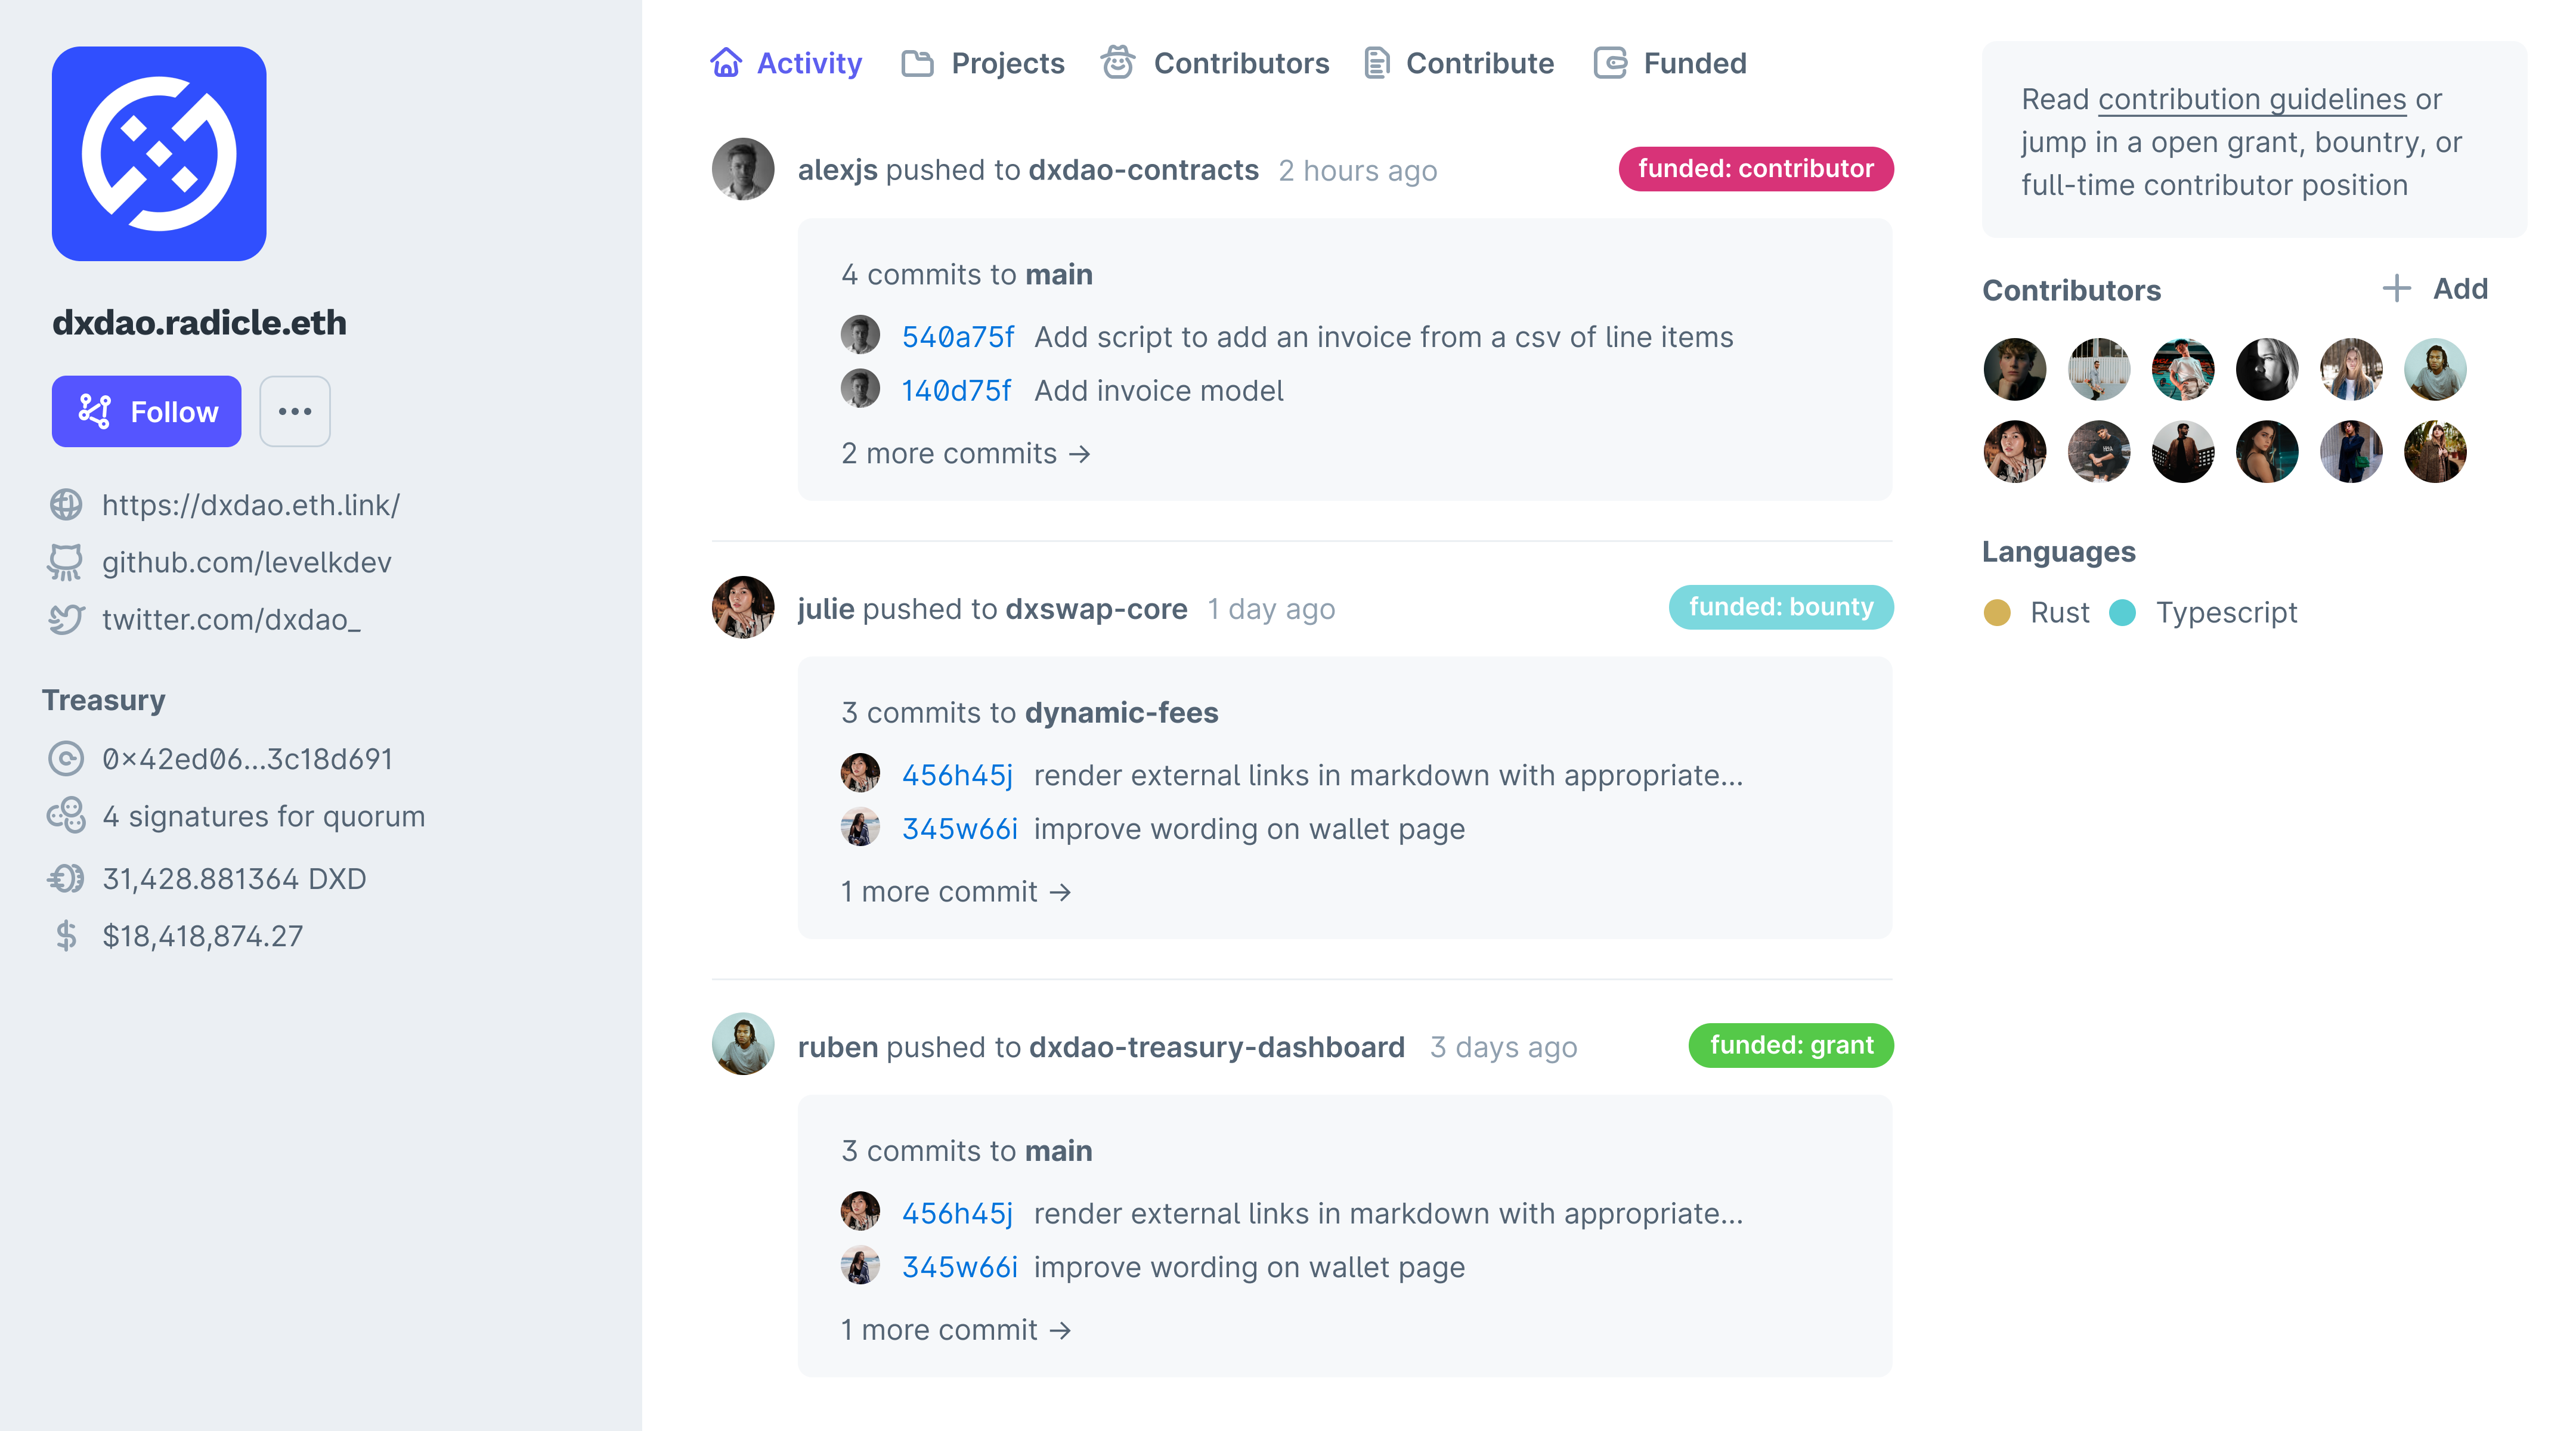 dxdao.radicle.eth
Follow
https://dxdao.eth.link/
github.com/levelkdev
twitter.com/dxdao_
Treasury
0×42ed06...3c18d691
4 signatures for quorum
31,428.881364 DXD
$18,418,874.27
Activity Projects Contributors Contribute Funded
alexjs pushed to dxdao-contracts 2 hours ago funded: contributor
4 commits to main
540a75f Add script to add an invoice from a csv of line items
140d75f Add invoice model
2 more commits →
julie pushed to dxswap-core 1 day ago funded: bounty
3 commits to dynamic-fees
456h45j render external links in markdown with appropriate...
345w66i improve wording on wallet page
1 more commit →
ruben pushed to dxdao-treasury-dashboard 3 days ago funded: grant
3 commits to main
456h45j render external links in markdown with appropriate...
345w66i improve wording on wallet page
1 more commit →
Read contribution guidelines or
jump in a open grant, bountry, or
full-time contributor position
Contributors + Add
Languages
Rust Typescript